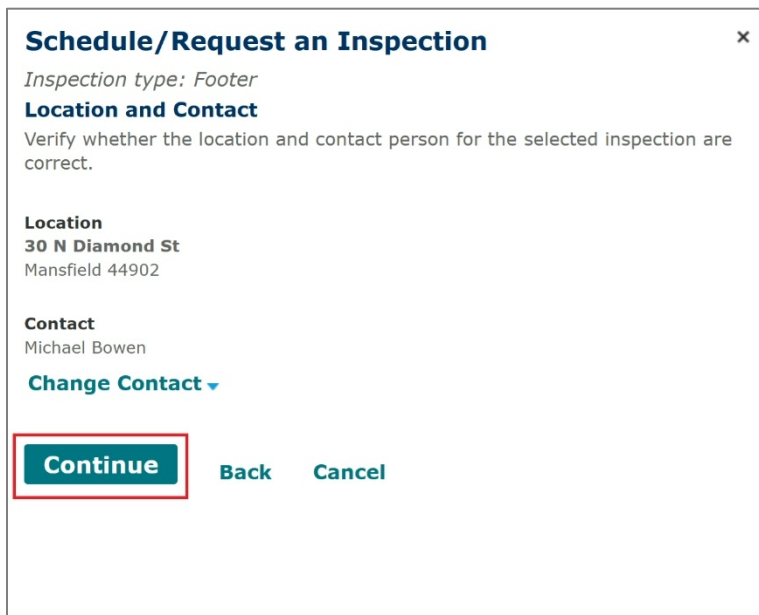 Schedule/Request an Inspection ×
Inspection type: Footer
Location and Contact
Verify whether the location and contact person for the selected inspection are
correct.
Location
30 N Diamond St
Mansfield 44902
Contact
Michael Bowen
Change Contact
Continue Back Cancel